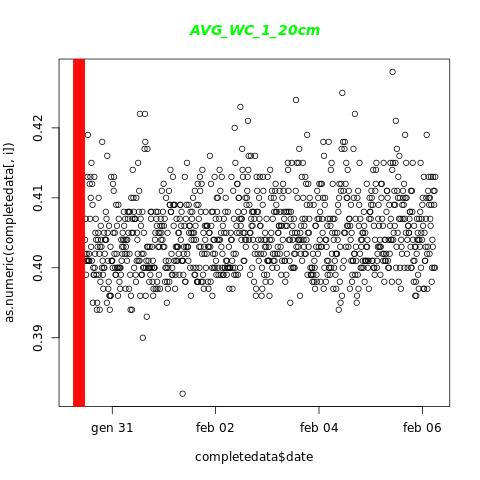 AVG_WC_1_20cm
as.numeric(completedata[, i])
0.42
0.41
0.40
0.39
gen 31
feb 02
feb 04
feb 06
completedata$date